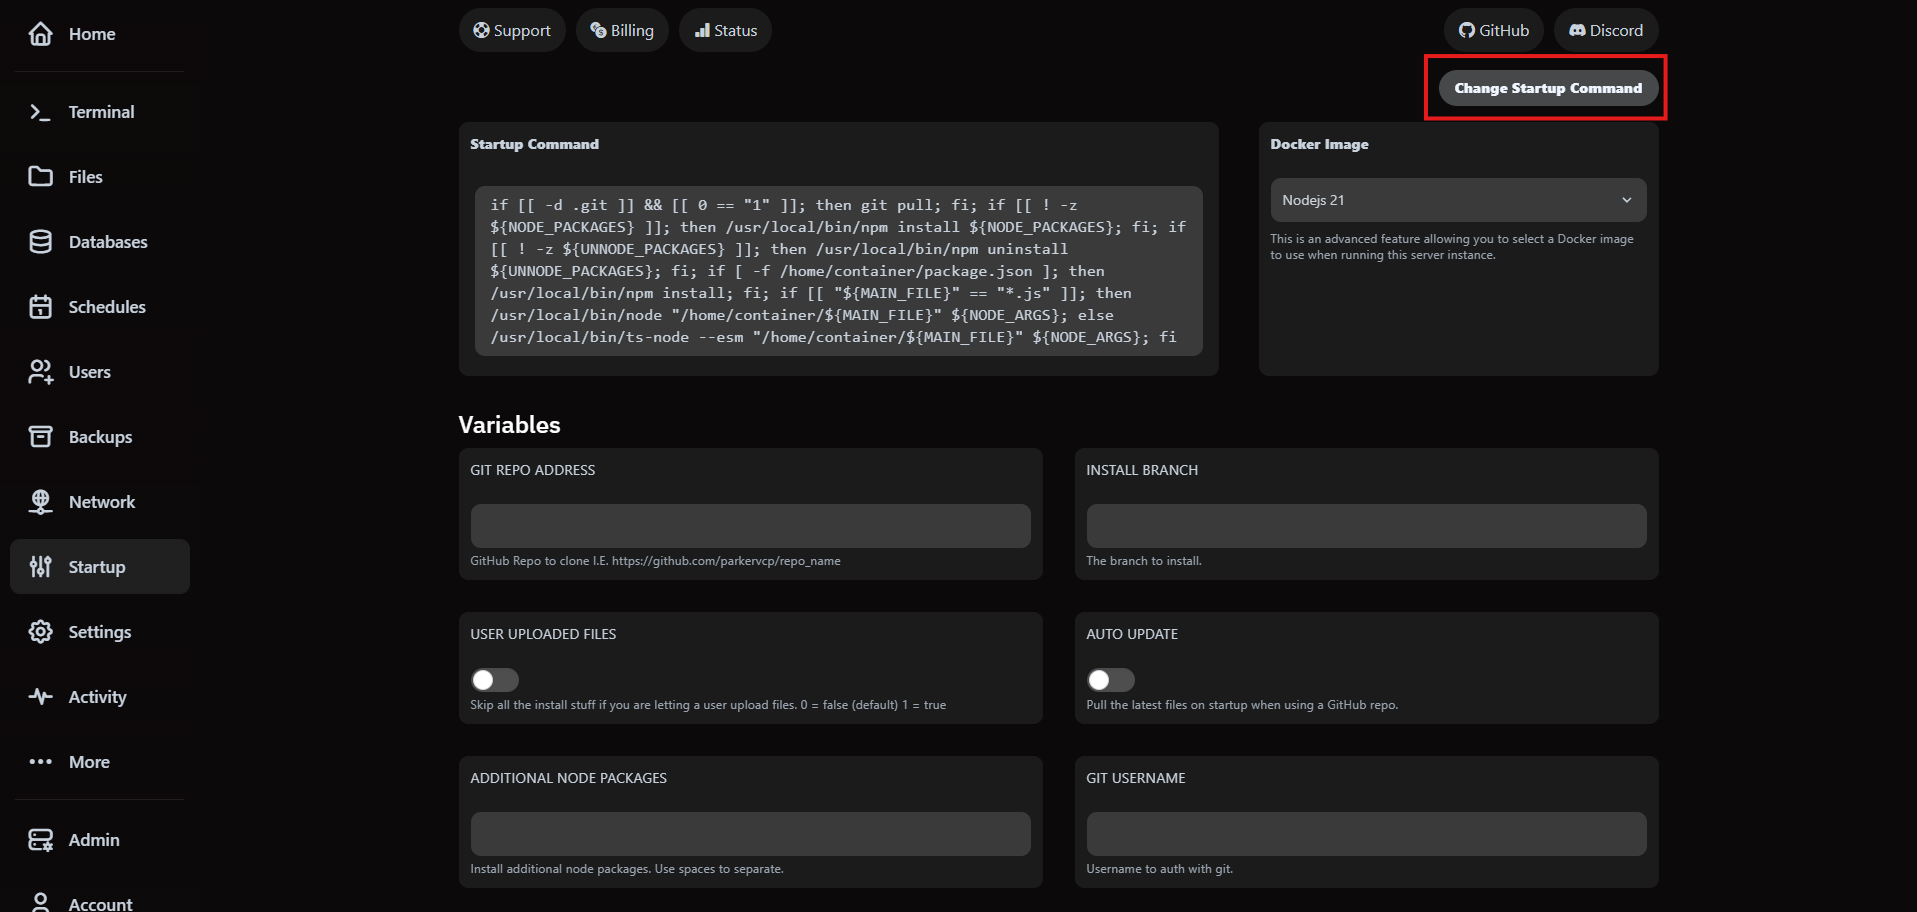 Home
Terminal
Files
Databases
Schedules
Users
Backups
Network
Startup
Settings
Activity
More
Admin
Account
Support
Billing
Status
GitHub
Discord
Change Startup Command
Startup Command
if [[ -d .git ]] && [[ 0 == "1" ]]; then git pull; fi; if [[ ! -z
${NODE_PACKAGES} ]]; then /usr/local/bin/npm install ${NODE_PACKAGES}; fi; if
[[ ! -z ${UNNODE_PACKAGES} ]]; then /usr/local/bin/npm uninstall
${UNNODE_PACKAGES}; fi; if [ -f /home/container/package.json ]; then
/usr/local/bin/npm install; fi; if [[ "${MAIN_FILE}" == "*.js" ]]; then
/usr/local/bin/node "/home/container/${MAIN_FILE}" ${NODE_ARGS}; else
/usr/local/bin/ts-node --esm "/home/container/${MAIN_FILE}" ${NODE_ARGS}; fi
Docker Image
Nodejs 21
This is an advanced feature allowing you to select a Docker image
to use when running this server instance.
Variables
GIT REPO ADDRESS
GitHub Repo to clone I.E. https://github.com/parkervcp/repo_name
INSTALL BRANCH
The branch to install.
USER UPLOADED FILES
Skip all the install stuff if you are letting a user upload files. 0 = false (default) 1 = true
AUTO UPDATE
Pull the latest files on startup when using a GitHub repo.
ADDITIONAL NODE PACKAGES
Install additional node packages. Use spaces to separate.
GIT USERNAME
Username to auth with git.